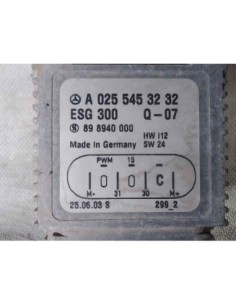 A 025 545 32 32
ESG 300 Q-07
89 8940 000
HW 112
Made in Germany SW 24
PWM 15
C
M- 31 30 M+
25.06.03 S 299_2